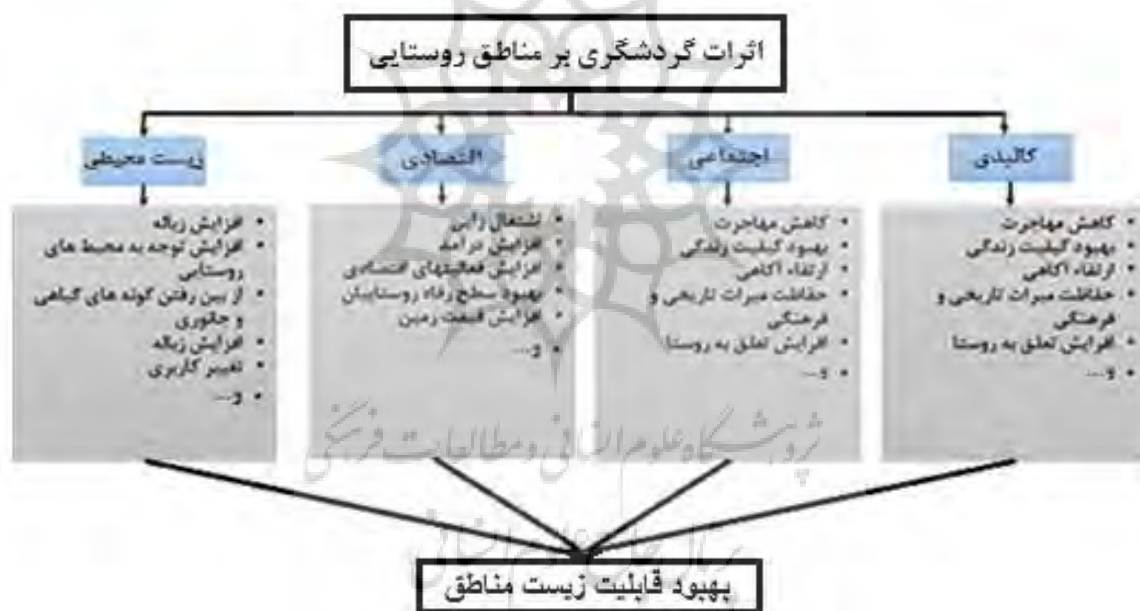 اثرات گردشگری بر مناطق روستایی
کالبدی
اجتماعی
اقتصادی
زیست محیطی
• کاهش مهاجرت
• بهبود کیفیت زندگی
• ارتقاء آگاهی
• حفاظت میراث تاریخی و
فرهنگی
• افزایش تعلق به روستا
• و....
• کاهش مهاجرت
• بهبود کیفیت زندگی
• ارتقاء آگاهی
• حفاظت میراث تاریخی و
فرهنگی
• افزایش تعلق به روستا
• و...
• اشتغال زایی
• افزایش درآمد
• افزایش فعالیتهای اقتصادی
• بهبود سطح رفاه روستاییان
• افزایش قیمت زمین
• و...
• افزایش زباله
• افزایش توجه به محیط های
روستایی
• از بین رفتن گونه های گیاهی
و جانوری
• افزایش زباله
• تغییر کاربری
• و...
پژوهشگاه علوم انسانی و مطالعات فرهنگی
پرتال جامع علوم انسانی
بهبود قابلیت زیست مناطق